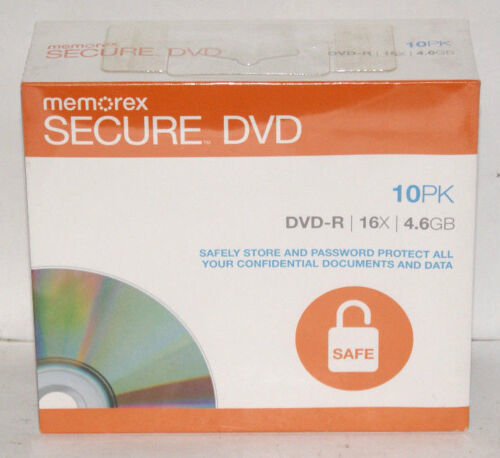 memorex
SECURE DVD
10PK
DVD-R | 16X | 4.6GB
memorex
SECURE™ DVD
10PK
DVD-R | 16X | 4.6GB
SAFELY STORE AND PASSWORD PROTECT ALL
YOUR CONFIDENTIAL DOCUMENTS AND DATA
SAFE